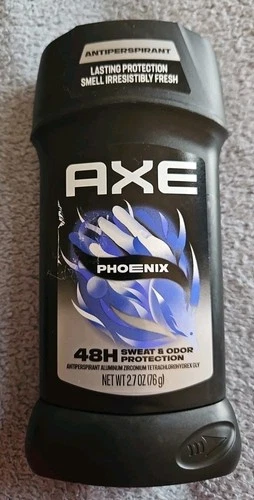 ANTIPERSPIRANT
LASTING PROTECTION
SMELL IRRESISTIBLY FRESH
AXE
PHOENIX
48H SWEAT & ODOR
PROTECTION
ANTIPERSPIRANT ALUMINUM ZIRCONIUM TETRACHLOROHYDREX GLY
NET WT 2.7 OZ (76 g)